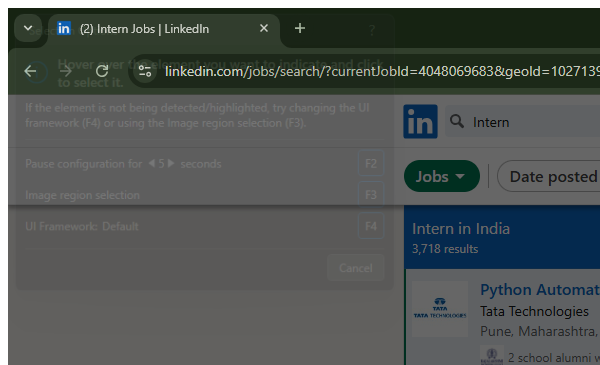 (2) Intern Jobs | LinkedIn
Selection
?
Hover over the element you want to indicate and click
to select it.
linkedin.com/jobs/search/?currentJobId=4048069683&geoId=1027139
If the element is not being detected/highlighted, try changing the UI
framework (F4) or using the Image region selection (F3).
in
Intern
Pause configuration for 5 seconds
F2
Jobs
Date posted
Image region selection
F3
UI Framework: Default
F4
Intern in India
3,718 results
Cancel
Python Automat
TATA
TATA TECHNOLOGIES
Tata Technologies
Pune, Maharashtra,
2 school alumni w